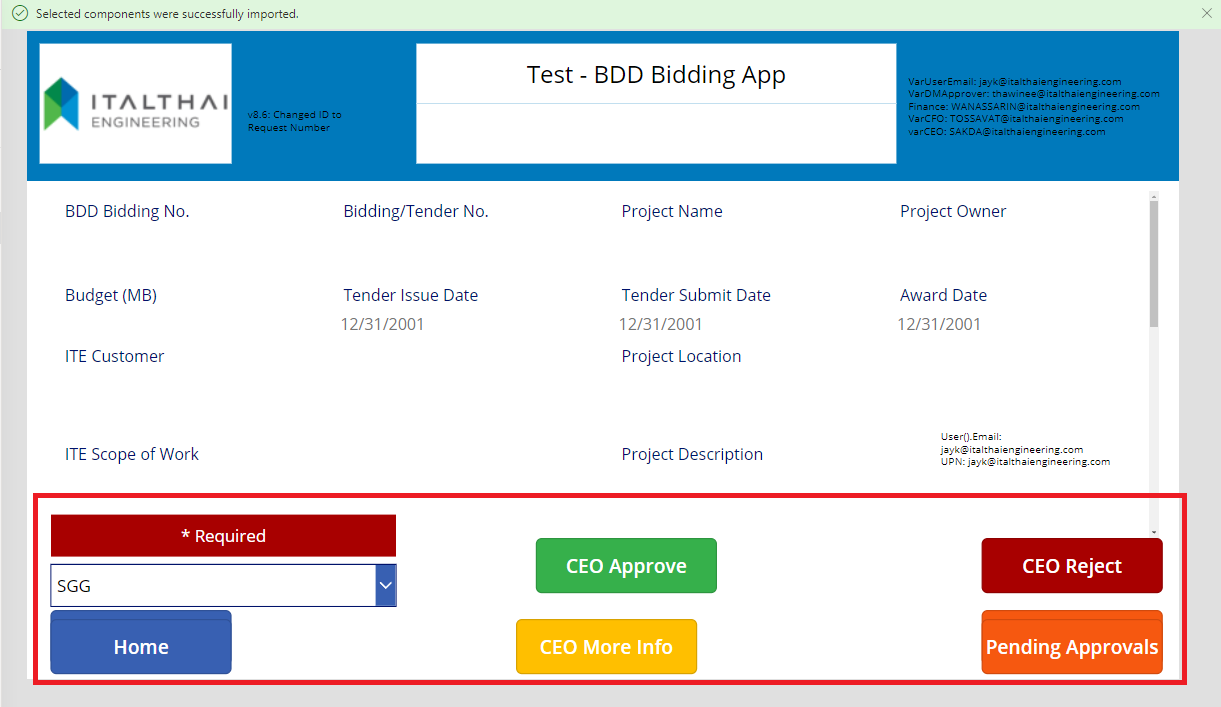 Selected components were successfully imported.
ITALTHAI
ENGINEERING
v8.6: Changed ID to
Request Number
Test - BDD Bidding App
VarUserEmail: jayk@italthaiengineering.com
VarDMApprover: thawinee@italthaiengineering.com
Finance: WANASSARIN@italthaiengineering.com
VarCFO: TOSSAVAT@italthaiengineering.com
varCEO: SAKDA@italthaiengineering.com
BDD Bidding No.
Bidding/Tender No.
Project Name
Project Owner
Budget (MB)
Tender Issue Date
Tender Submit Date
Award Date
12/31/2001
12/31/2001
12/31/2001
ITE Customer
Project Location
ITE Scope of Work
Project Description
User().Email:
jayk@italthaiengineering.com
UPN: jayk@italthaiengineering.com
* Required
SGG
CEO Approve
CEO Reject
Home
CEO More Info
Pending Approvals